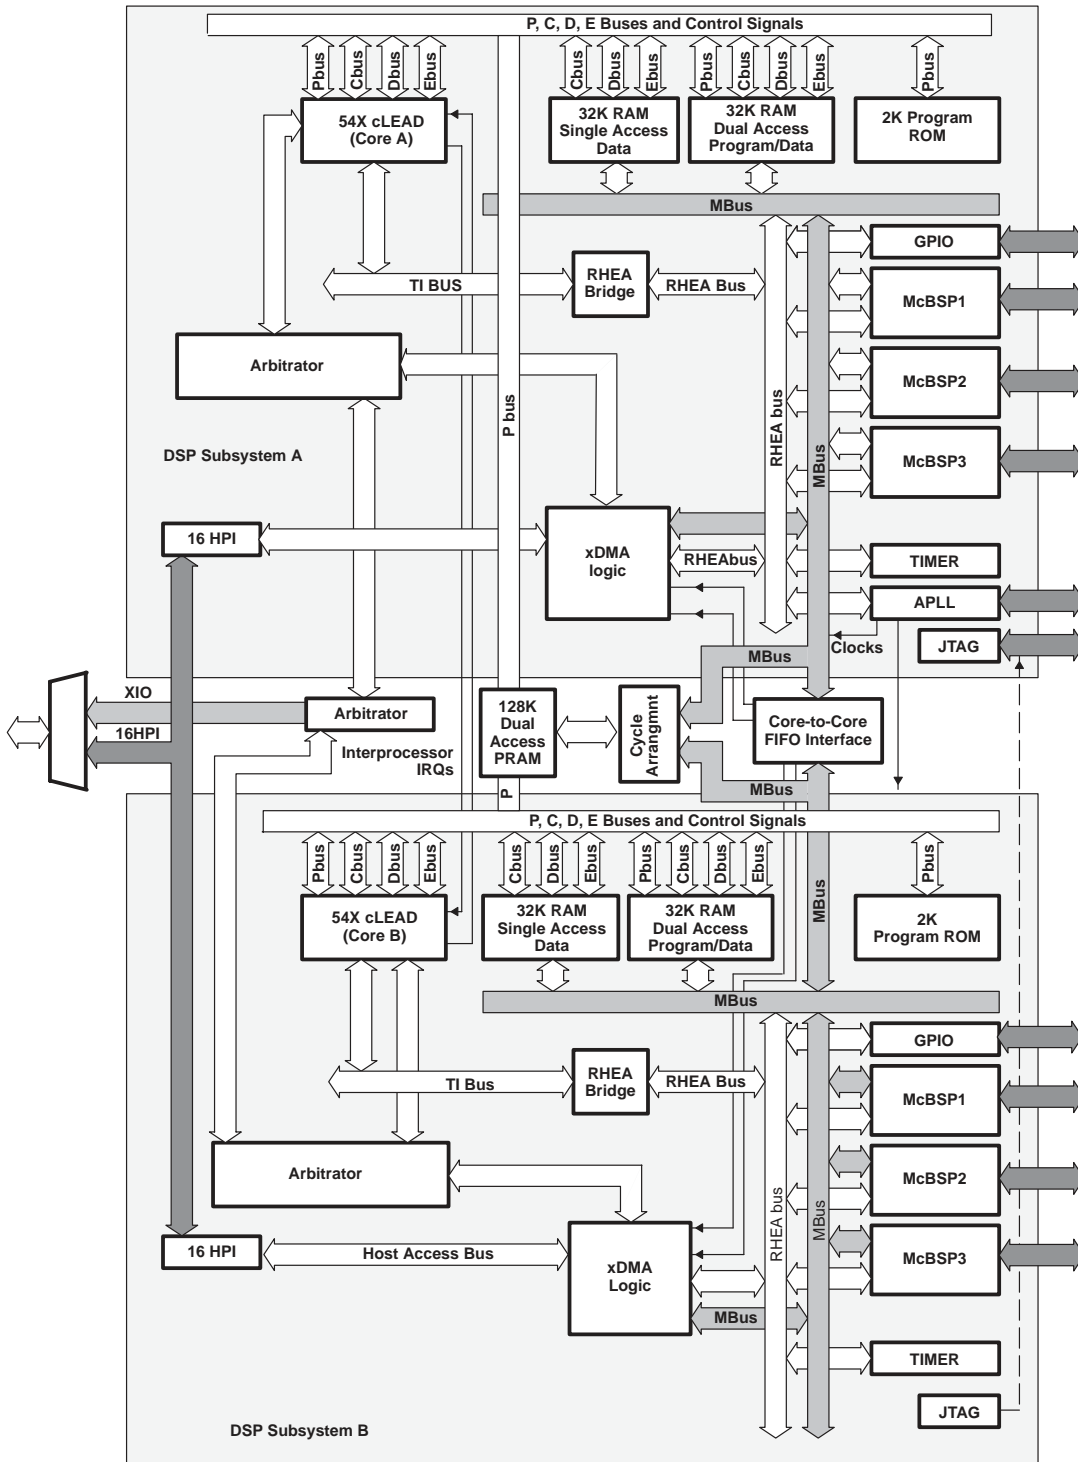 P, C, D, E Buses and Control Signals
Pbus
Cbus
Dbus
Ebus
Cbus
Dbus
Ebus
Pbus
Cbus
Dbus
Ebus
Pbus
54X cLEAD
(Core A)
32K RAM
Single Access
Data
32K RAM
Dual Access
Program/Data
2K Program
ROM
MBus
GPIO
TI BUS
RHEA
Bridge
RHEA Bus
McBSP1
Arbitrator
P bus
RHEA bus
MBus
McBSP2
McBSP3
DSP Subsystem A
16 HPI
xDMA
logic
RHEAbus
TIMER
APLL
Clocks
JTAG
MBus
XIO
16HPI
Arbitrator
Interprocessor
IRQs
128K
Dual
Access
PRAM
Cycle
Arrangmnt
Core-to-Core
FIFO Interface
MBus
P
P, C, D, E Buses and Control Signals
Pbus
Cbus
Dbus
Ebus
Cbus
Dbus
Ebus
Pbus
Cbus
Dbus
Ebus
Pbus
MBus
54X cLEAD
(Core B)
32K RAM
Single Access
Data
32K RAM
Dual Access
Program/Data
2K
Program ROM
MBus
GPIO
TI Bus
RHEA
Bridge
RHEA Bus
McBSP1
Arbitrator
RHEA bus
MBus
McBSP2
McBSP3
16 HPI
Host Access Bus
xDMA
Logic
MBus
TIMER
JTAG
DSP Subsystem B